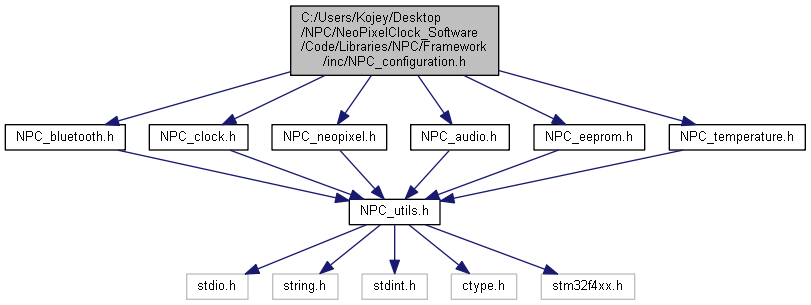 C:/Users/Kojey/Desktop
/NPC/NeoPixelClock_Software
/Code/Libraries/NPC/Framework
/inc/NPC_configuration.h
NPC_bluetooth.h
NPC_clock.h
NPC_neopixel.h
NPC_audio.h
NPC_eeprom.h
NPC_temperature.h
NPC_utils.h
stdio.h
string.h
stdint.h
ctype.h
stm32f4xx.h